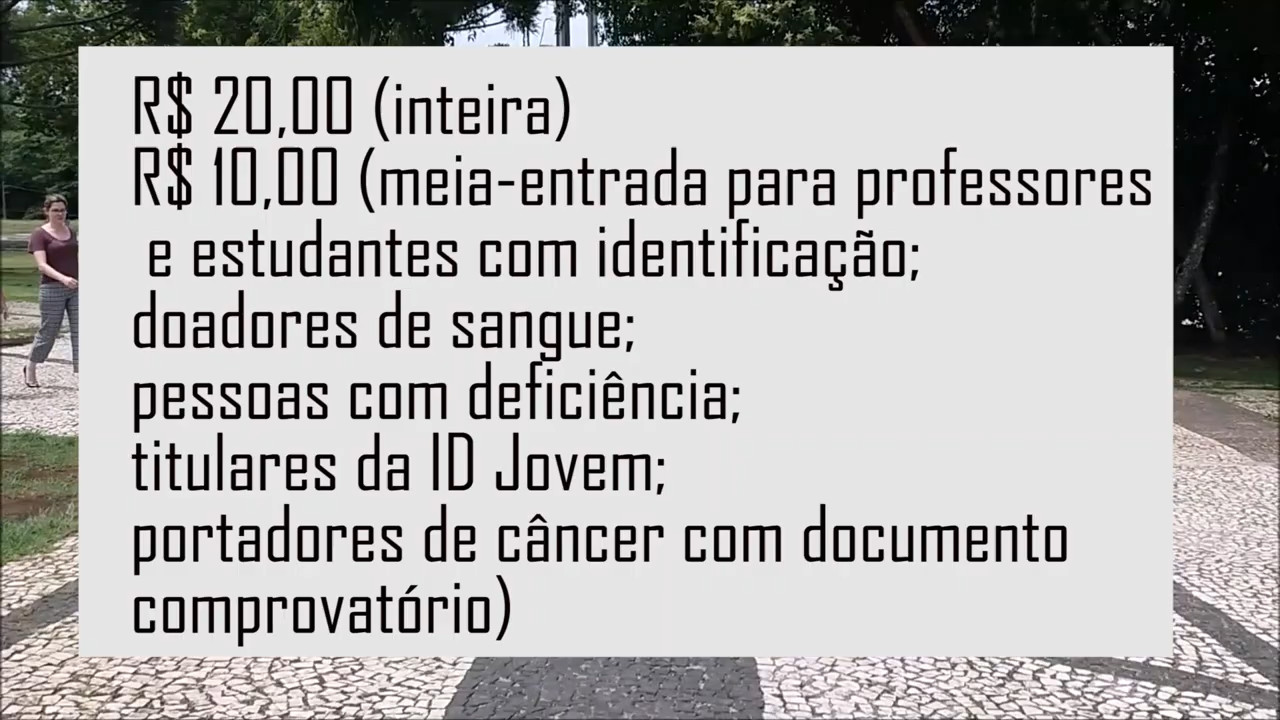 R$ 20,00 (inteira)
R$ 10,00 (meia-entrada para professores
e estudantes com identificação;
doadores de sangue;
pessoas com deficiência;
titulares da ID Jovem;
portadores de câncer com documento
comprovatório)